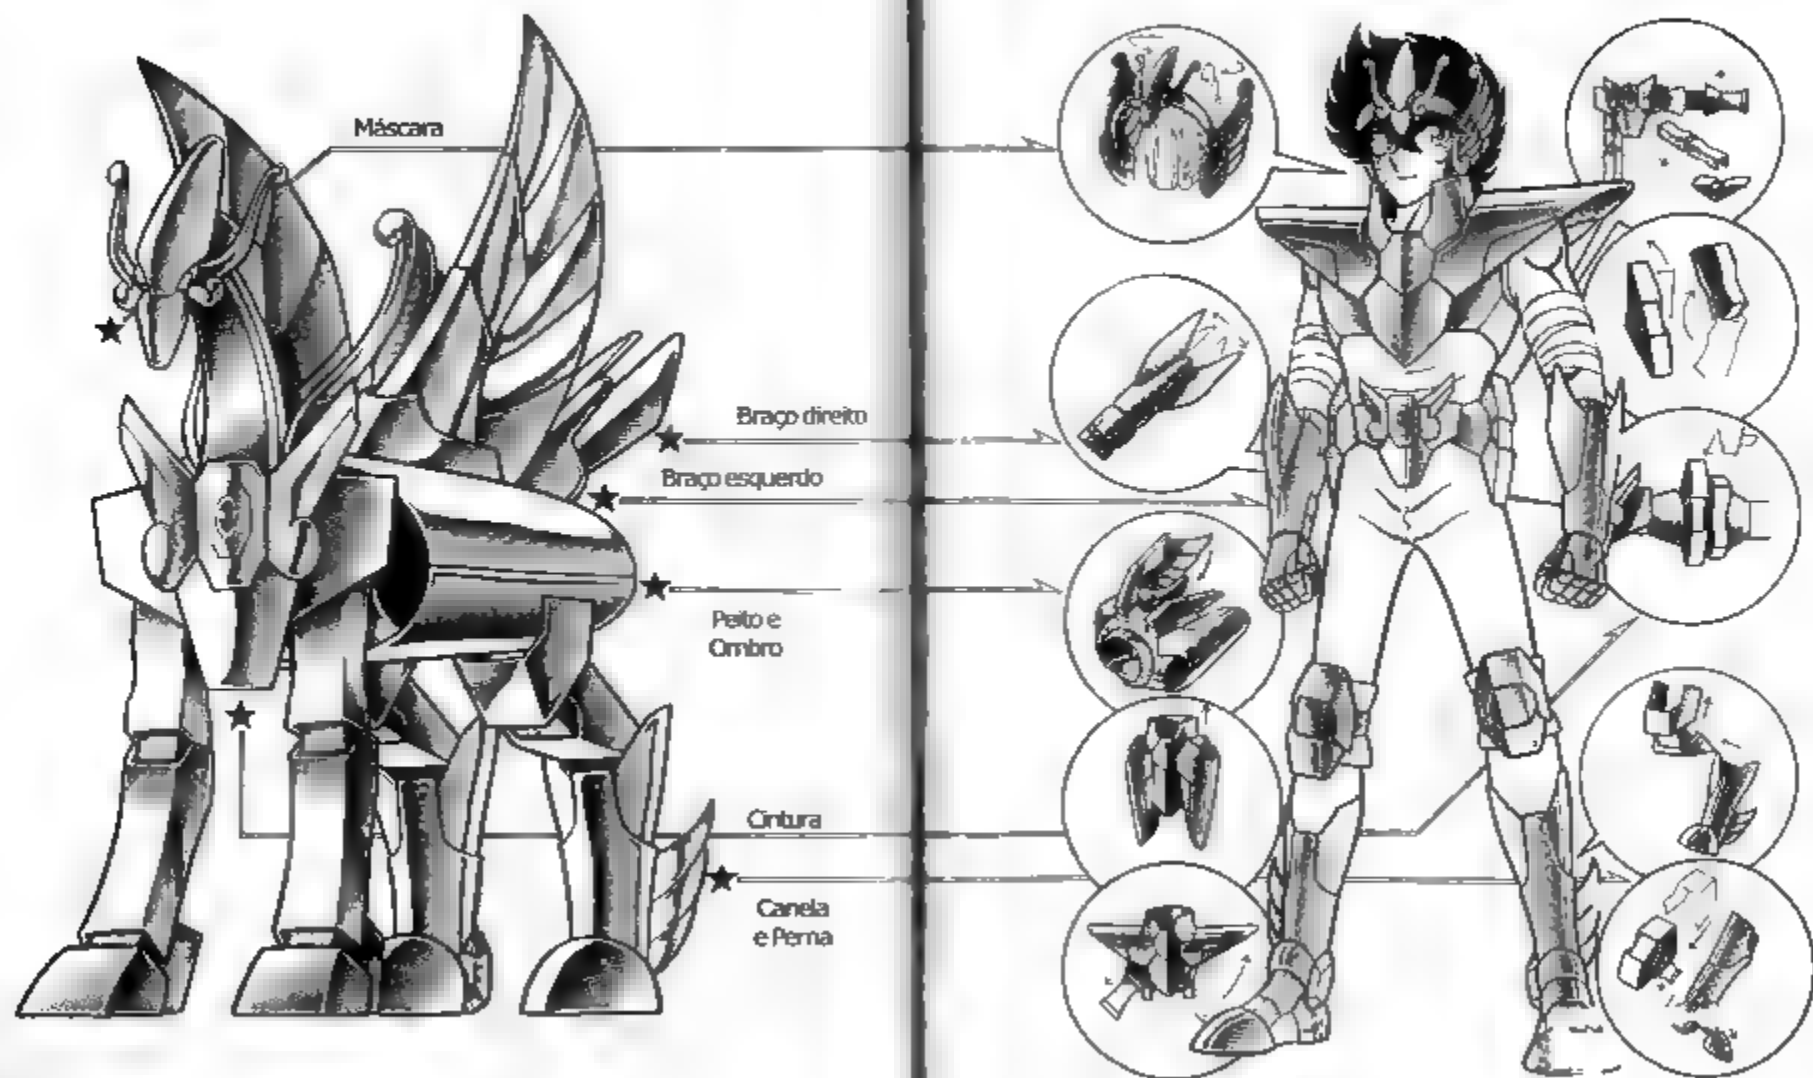 Máscara
Braço direito
Braço esquerdo
Peito e
Ombro
Cintura
Canela
e Perna